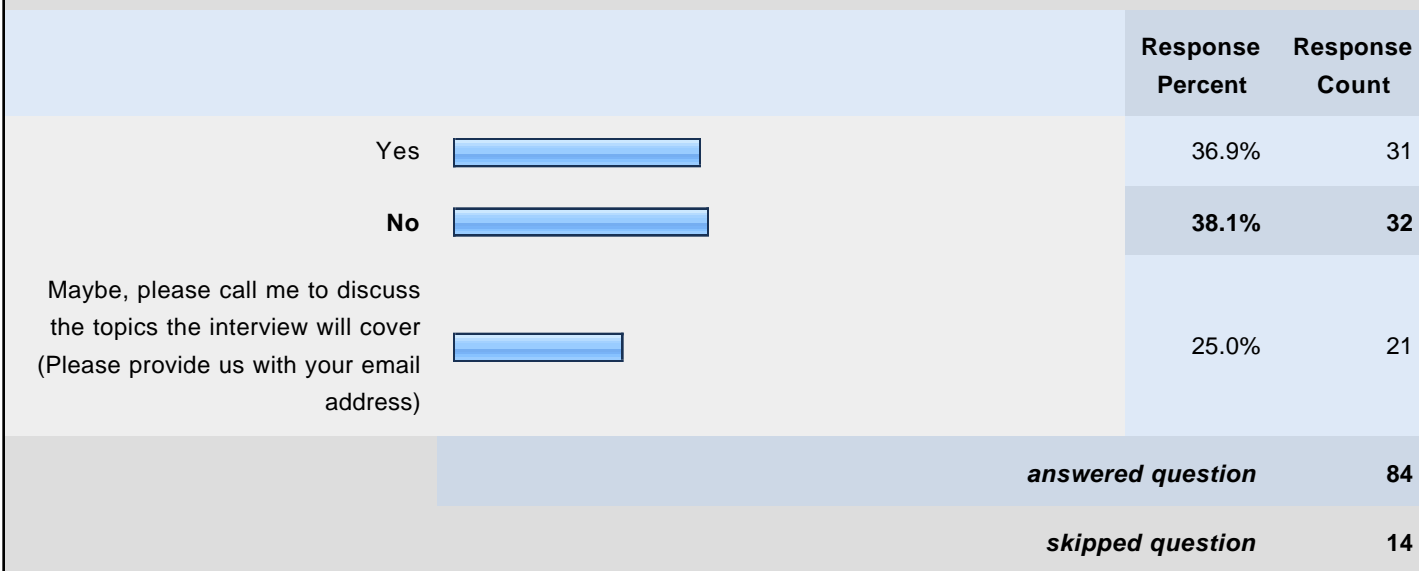 Response Response
Percent Count
Yes 36.9% 31
No 38.1% 32
Maybe, please call me to discuss
the topics the interview will cover
(Please provide us with your email
address)
25.0% 21
answered question 84
skipped question 14